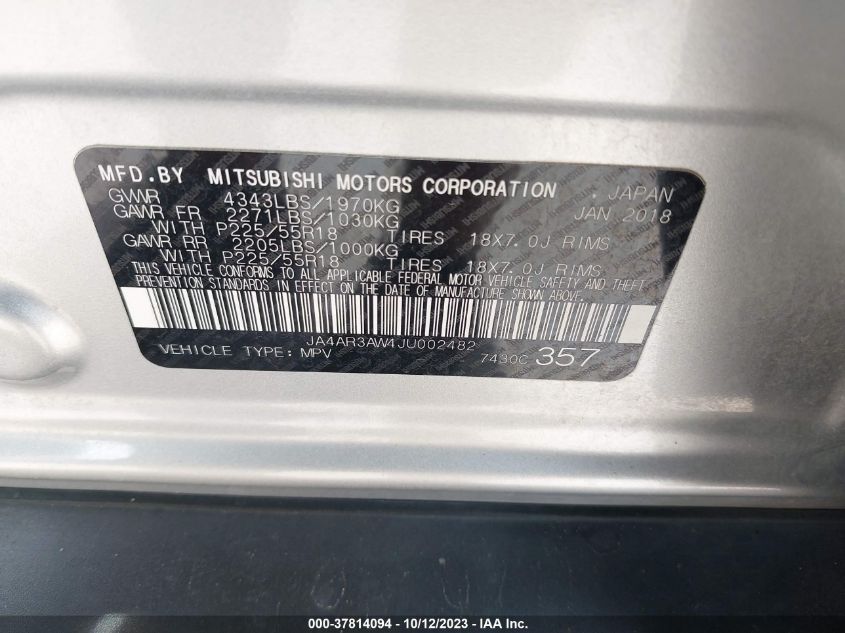 MFD.BY MITSUBISHI MOTORS CORPORATION . JAPAN
GVWR 4343LBS/1970KG JAN 2018
GAWR FR 2271LBS/1030KG
WITH P225/55R18 TIRES 18X7.0J RIMS
GAWR RR 2205LBS/1000KG
WITH P225/55R18 TIRES 18X7.0J RIMS
THIS VEHICLE CONFORMS TO ALL APPLICABLE FEDERAL MOTOR VEHICLE SAFETY AND THEFT
PREVENTION STANDARDS IN EFFECT ON THE DATE OF MANUFACTURE SHOWN ABOVE.
JA4AR3AW4JU002482
VEHICLE TYPE: MPV 7430C 357
000-37814094 - 10/12/2023 - IAA Inc.